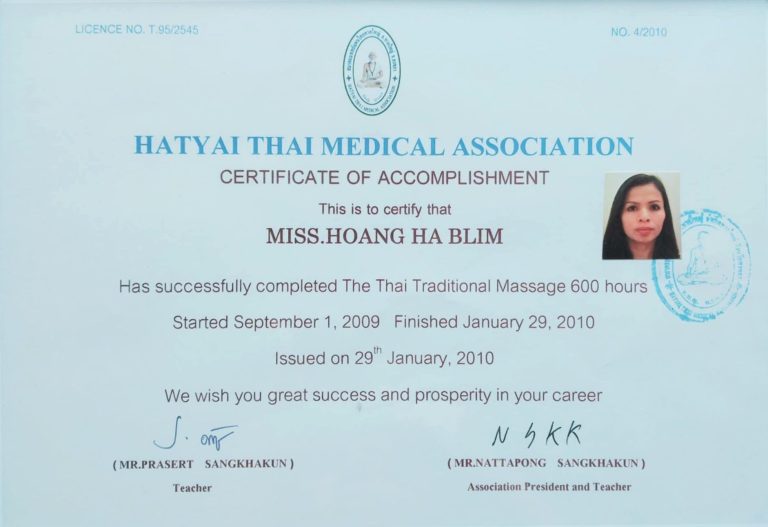 LICENCE NO. T.95/2545
NO. 4/2010
HATYAI THAI MEDICAL ASSOCIATION
CERTIFICATE OF ACCOMPLISHMENT
This is to certify that
MISS.HOANG HA BLIM
Has successfully completed The Thai Traditional Massage 600 hours
Started September 1, 2009 Finished January 29, 2010
Issued on 29th January, 2010
We wish you great success and prosperity in your career
(MR.PRASERT SANGKHAKUN)
Teacher
(MR.NATTAPONG SANGKHAKUN)
Association President and Teacher